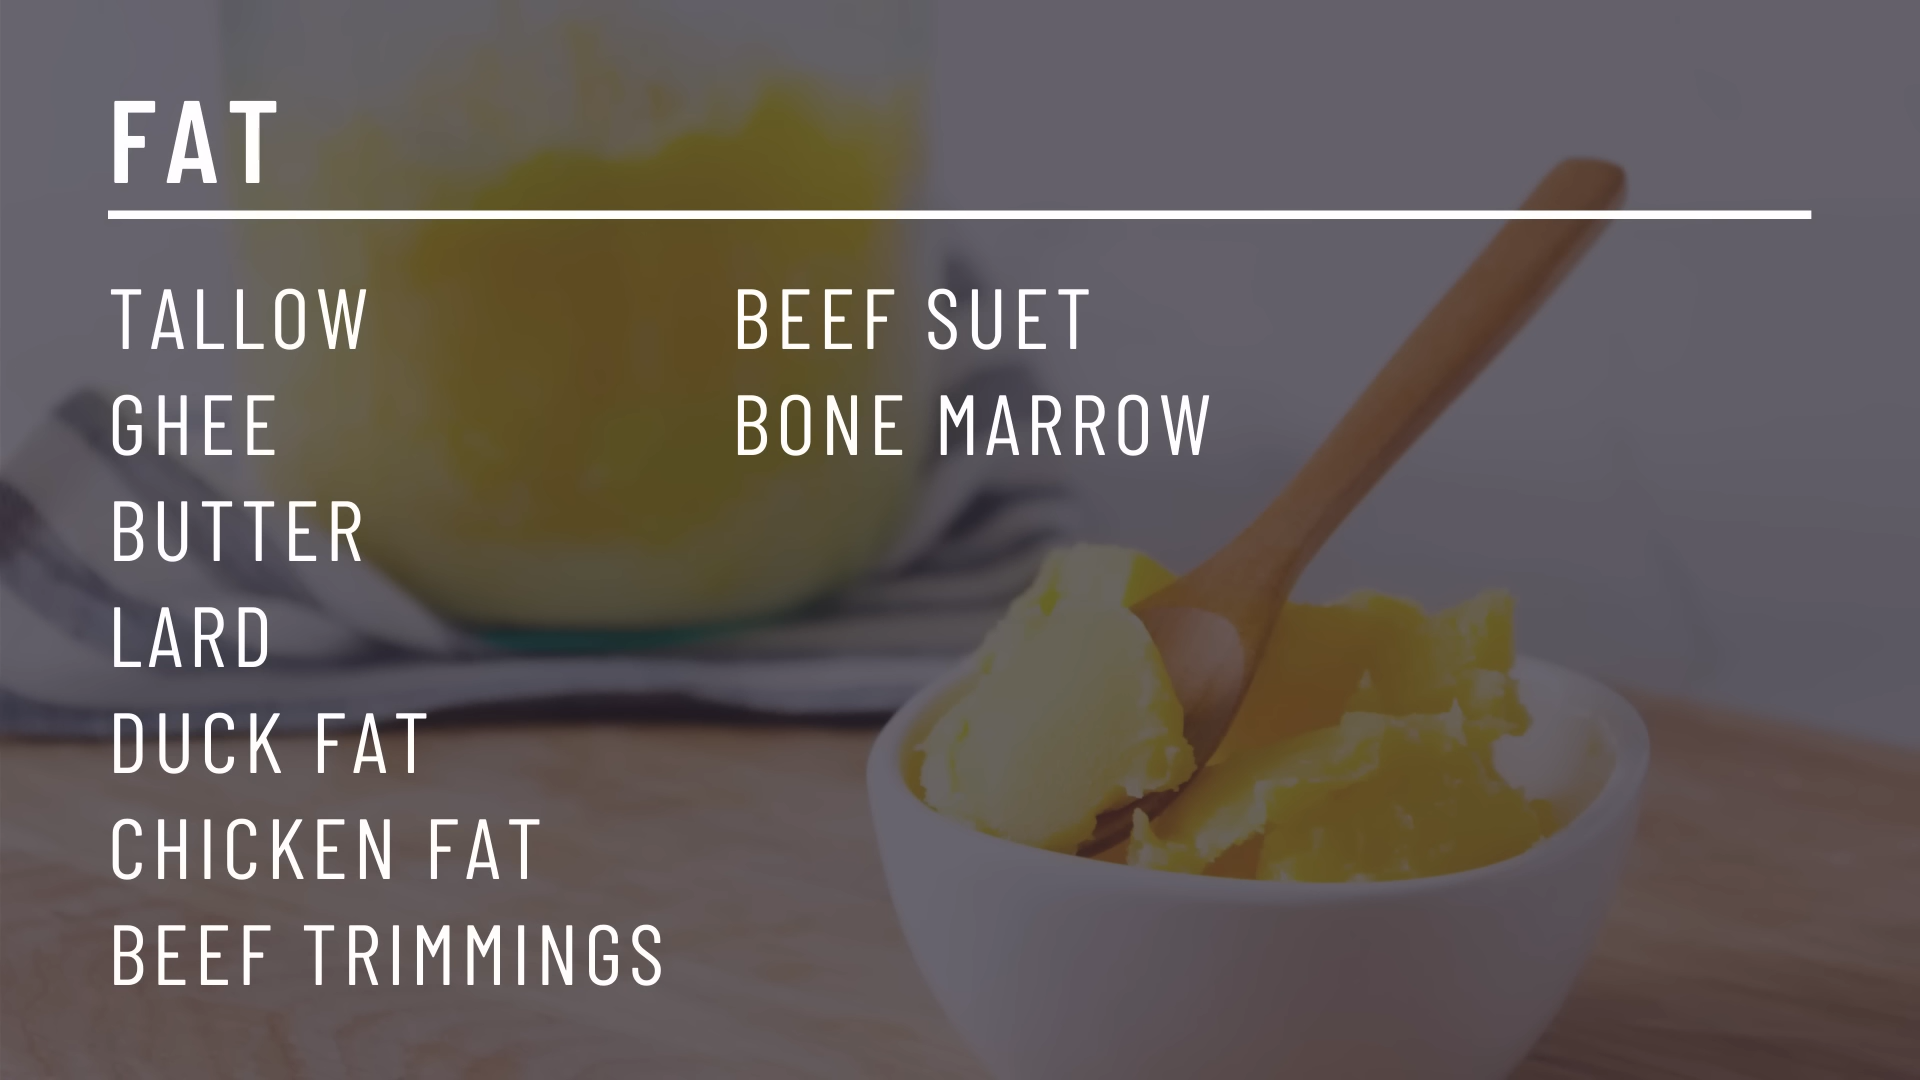 FAT
TALLOW
GHEE
BUTTER
LARD
DUCK FAT
CHICKEN FAT
BEEF TRIMMINGS
BEEF SUET
BONE MARROW